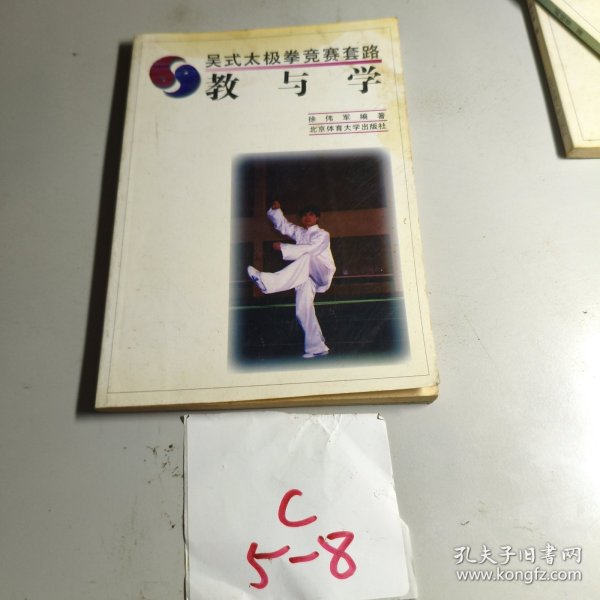 吴式太极拳竞赛套路
教与学
徐伟军编著
北京体育大学出版社
C
5-8
孔夫子旧书网
www.kongfz.com